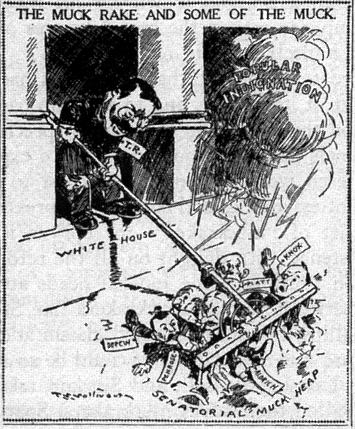 THE MUCK RAKE AND SOME OF THE MUCK.
POPULAR
INDIGNATION
T.R.
WHITE HOUSE
KNOX
PLATT
DEPEW
SENATORIAL MUCK HEAP